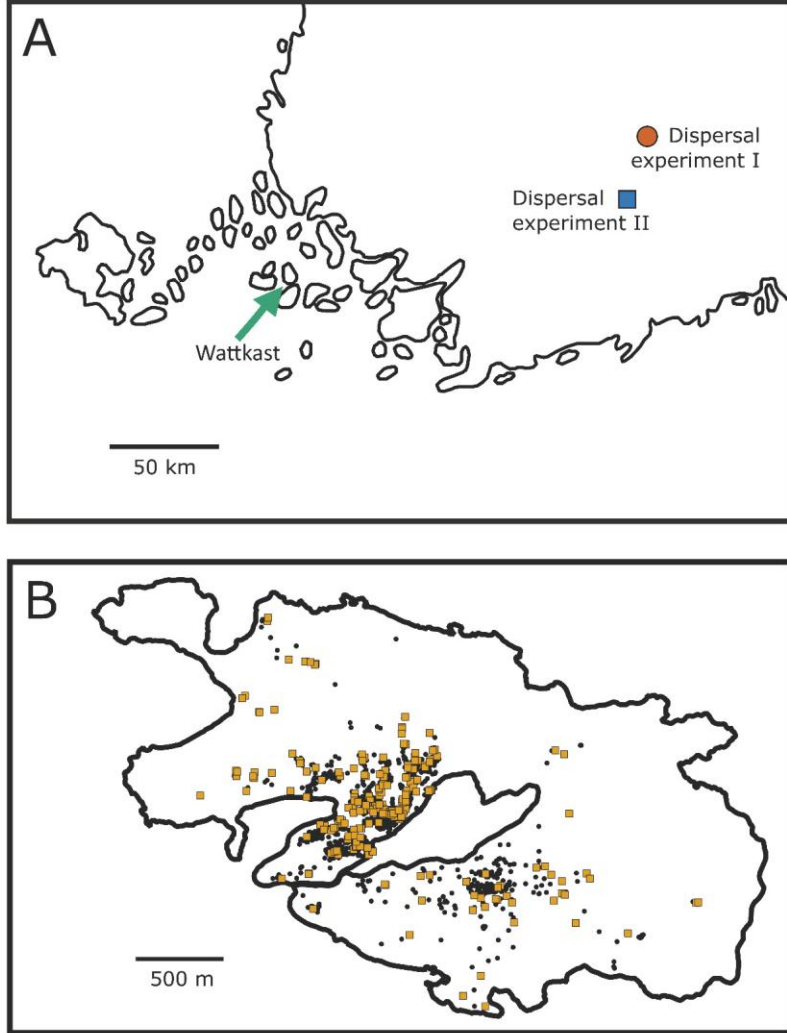 A
Dispersal
experiment I
Dispersal
experiment II
Wattkast
50 km
B
500 m